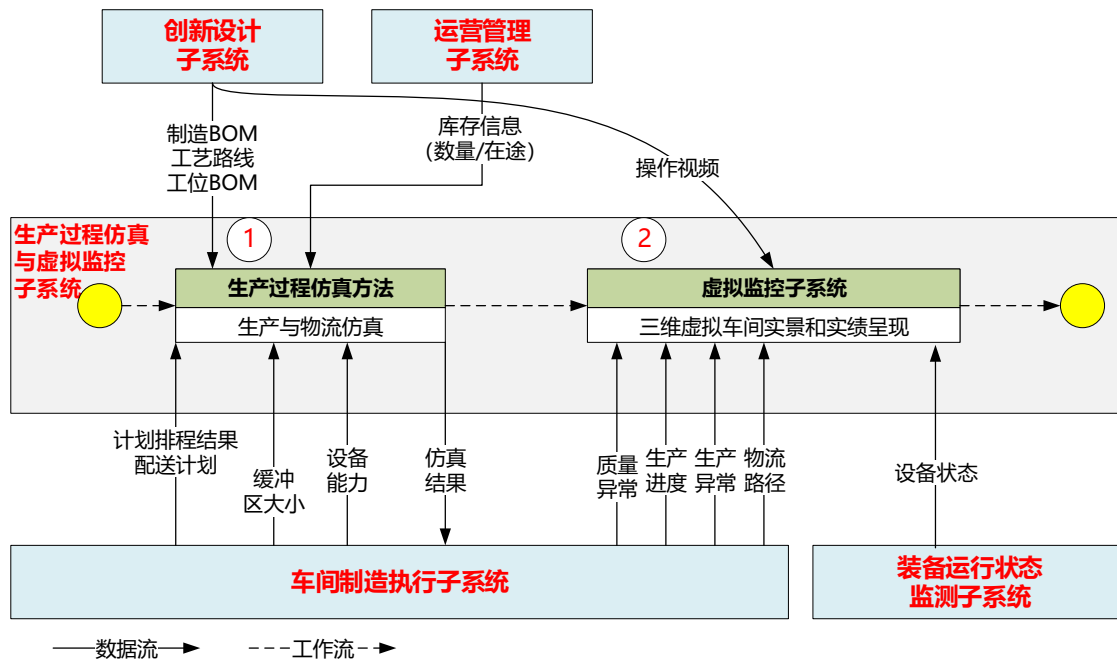 创新设计
子系统
运营管理
子系统
制造BOM
工艺路线
工位BOM
库存信息
（数量/在途）
操作视频
生产过程仿真
与虚拟监控
子系统
1
2
生产过程仿真方法
生产与物流仿真
虚拟监控子系统
三维虚拟车间实景和实绩呈现
计划排程结果
配送计划
缓冲
区大小
设备
能力
仿真
结果
质量
异常
生产
进度
生产
异常
物流
路径
设备状态
车间制造执行子系统
装备运行状态
监测子系统
数据流
工作流